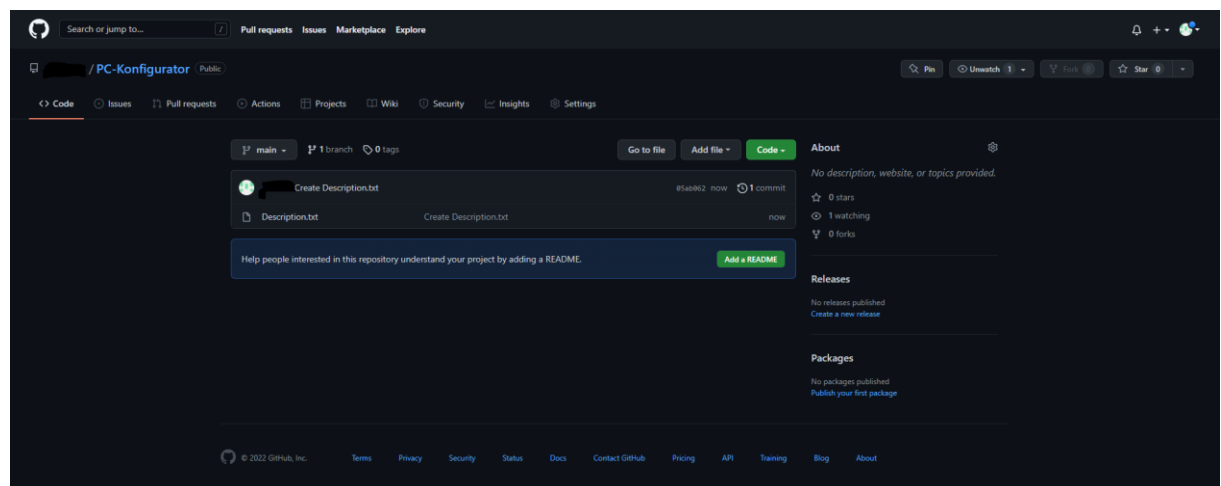 Search or jump to... / Pull requests Issues Marketplace Explore
/ PC-Konfigurator Public Pin Unwatch 1 Fork 0 Star 0
<> Code Issues Pull requests Actions Projects Wiki Security Insights Settings
main 1 branch 0 tags Go to file Add file Code
Create Description.txt 05ab062 now 1 commit
Description.txt Create Description.txt now
Help people interested in this repository understand your project by adding a README. Add a README
About
No description, website, or topics provided.
0 stars
1 watching
0 forks
Releases
No releases published
Create a new release
Packages
No packages published
Publish your first package
© 2022 GitHub, Inc. Terms Privacy Security Status Docs Contact GitHub Pricing API Training Blog About